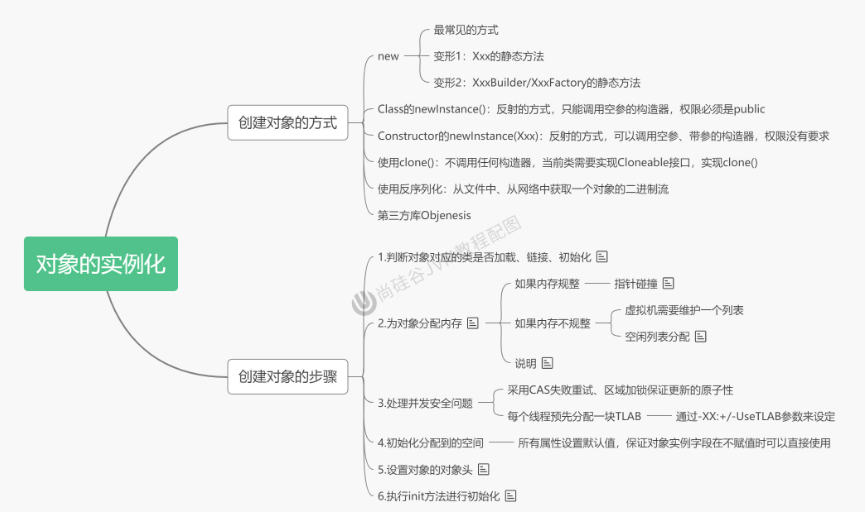 对象的实例化
创建对象的方式
new
最常见的方式
变形1：Xxx的静态方法
变形2：XxxBuilder/XxxFactory的静态方法
Class的newInstance()：反射的方式，只能调用空参的构造器，权限必须是public
Constructor的newInstance(Xxx)：反射的方式，可以调用空参、带参的构造器，权限没有要求
使用clone()：不调用任何构造器，当前类需要实现Cloneable接口，实现clone()
使用反序列化：从文件中、从网络中获取一个对象的二进制流
第三方库Objenesis
创建对象的步骤
1.判断对象对应的类是否加载、链接、初始化
2.为对象分配内存
如果内存规整
指针碰撞
如果内存不规整
虚拟机需要维护一个列表
空闲列表分配
说明
3.处理并发安全问题
采用CAS失败重试、区域加锁保证更新的原子性
每个线程预先分配一块TLAB
通过-XX:+/-UseTLAB参数来设定
4.初始化分配到的空间
所有属性设置默认值，保证对象实例字段在不赋值时可以直接使用
5.设置对象的对象头
6.执行init方法进行初始化
尚硅谷JVM教程配图